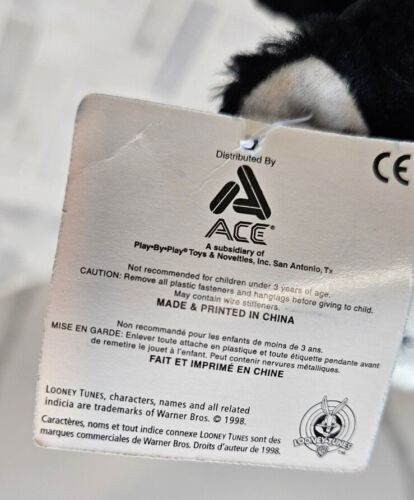 Distributed By
CE
ACE®
A subsidiary of
Play•By•Play® Toys & Novelties, Inc. San Antonio, Tx
Not recommended for children under 3 years of age.
CAUTION: Remove all plastic fasteners and hangtags before giving to child.
May contain wire stiffeners.
MADE & PRINTED IN CHINA
Non recommandé pour les enfants de moins de 3 ans.
MISE EN GARDE: Enlever toute attache en plastique et toute étiquette pendante avant
de remetire le jouet à l'enfant. Peut contenir nervures métalliques.
FAIT ET IMPRIMÉ EN CHINE
LOONEY TUNES, characters, names and all related
indicia are trademarks of Warner Bros. © 1998.
Caractères, noms et tout indice connexe LOONEY TUNES sont des
marques commerciales de Warner Bros. Droits d'auteur de 1998.
LOONEY TUNES